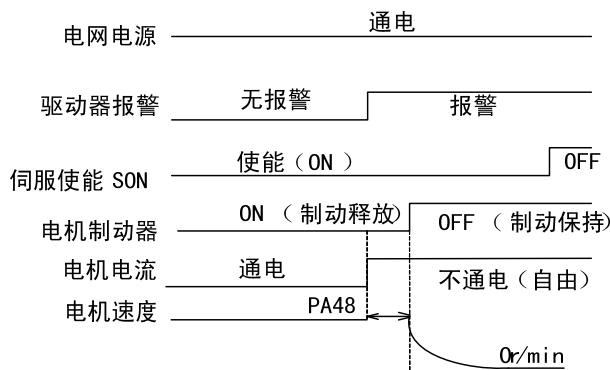 电网电源 通电
驱动器报警 无报警 报警
伺服使能 SON 使能（ON ） OFF
电机制动器 ON （ 制动释放） OFF （ 制动保持）
电机电流 通电 不通电（自由）
电机速度 PA48
0r/min